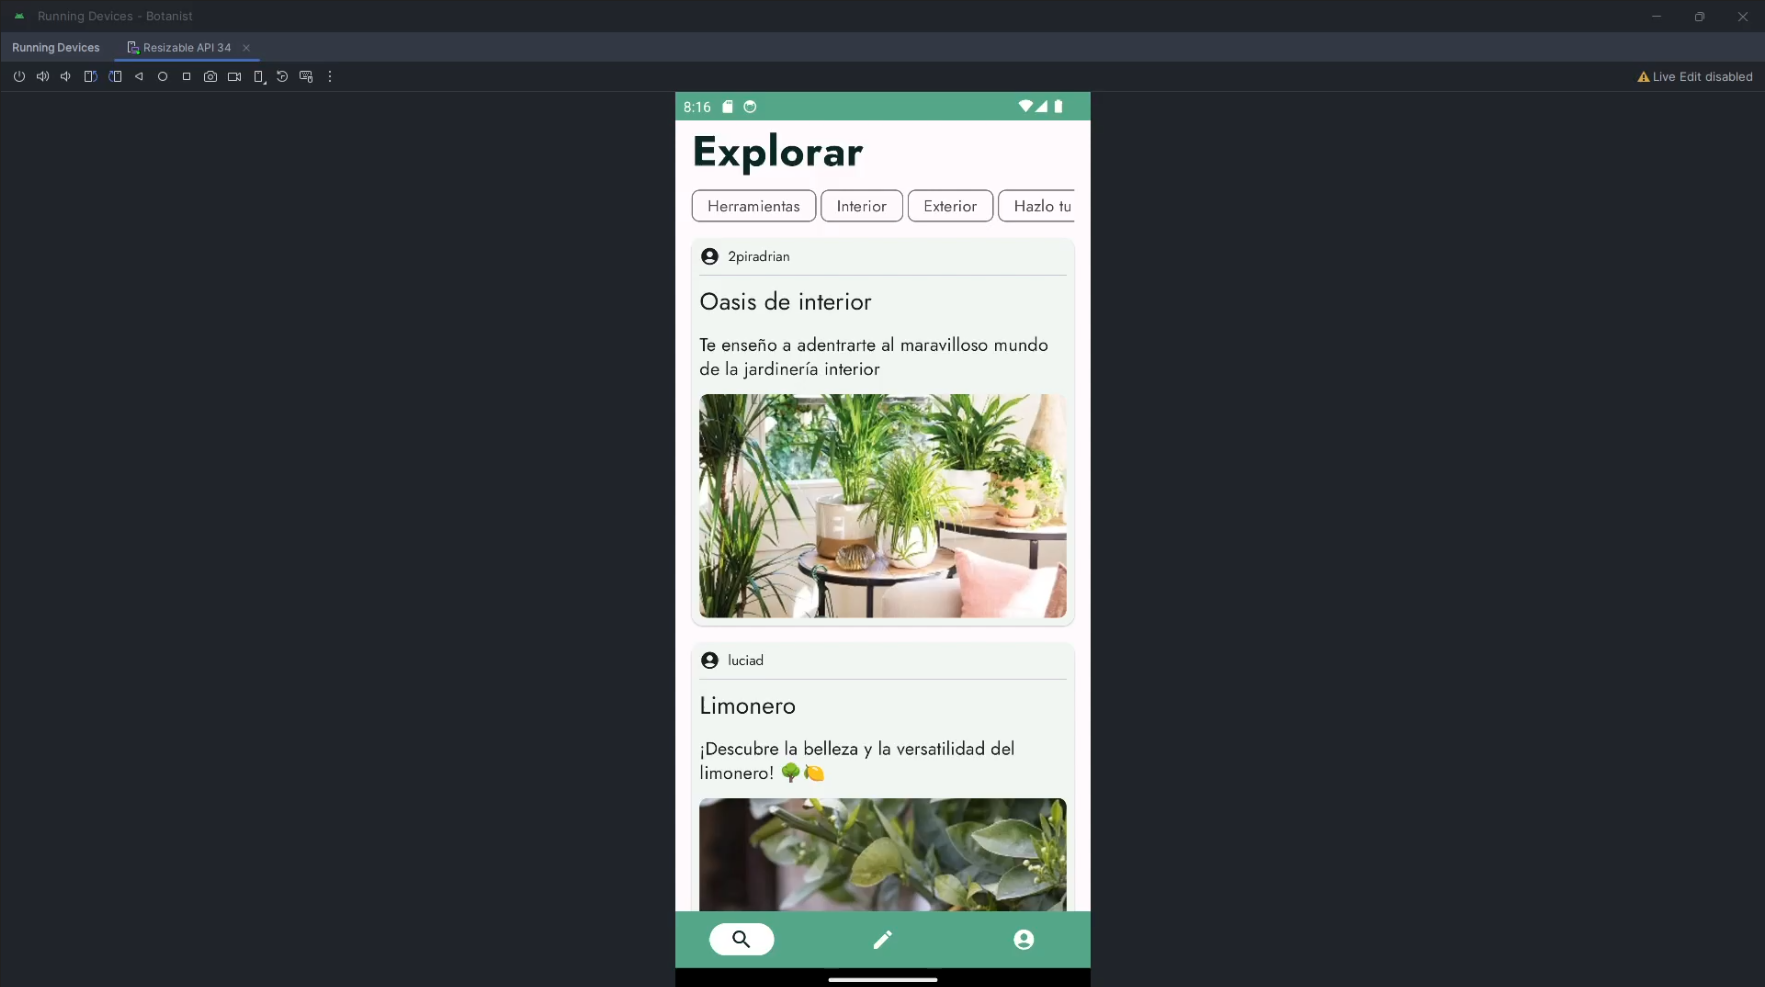 Running Devices - Botanist
Running Devices
Resizable API 34
Live Edit disabled
8:16
Explorar
Herramientas
Interior
Exterior
Hazlo tu
2piradrian
Oasis de interior
Te enseño a adentrarte al maravilloso mundo
de la jardinería interior
luciad
Limonero
¡Descubre la belleza y la versatilidad del
limonero! 🌳🍋